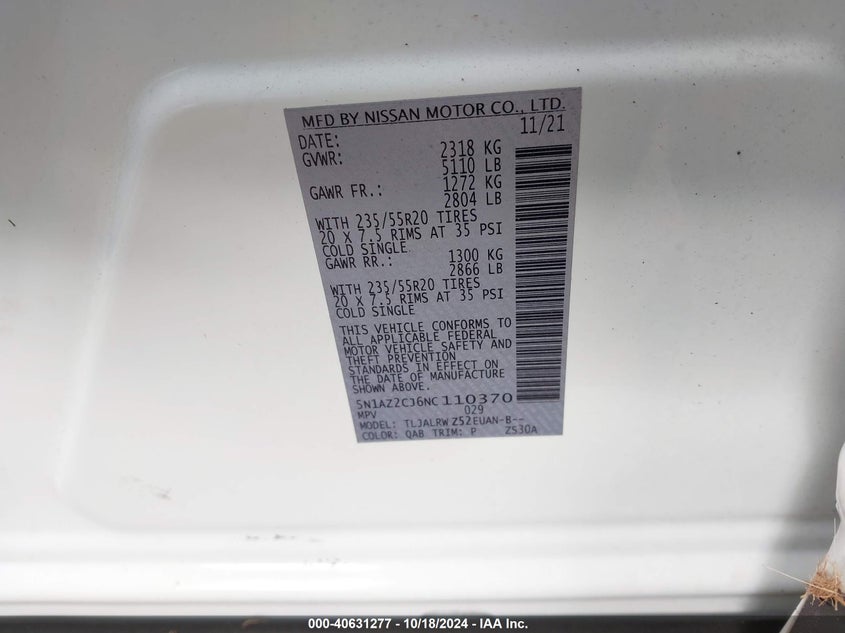 MFD BY NISSAN MOTOR CO., LTD.
DATE: 11/21
GVWR: 2318 KG
5110 LB
GAWR FR.: 1272 KG
2804 LB
WITH 235/55R20 TIRES
20 X 7.5 RIMS AT 35 PSI
COLD SINGLE
GAWR RR.: 1300 KG
2866 LB
WITH 235/55R20 TIRES
20 X 7.5 RIMS AT 35 PSI
COLD SINGLE
THIS VEHICLE CONFORMS TO
ALL APPLICABLE FEDERAL
MOTOR VEHICLE SAFETY AND
THEFT PREVENTION
STANDARDS IN EFFECT ON
THE DATE OF MANUFACTURE
SHOWN ABOVE.
5N1AZ2CJ6NC110370
MPV 029
MODEL: TLJALRW Z52EUAN-B--
COLOR: QAB TRIM: P Z530A
000-40631277 - 10/18/2024 - IAA Inc.